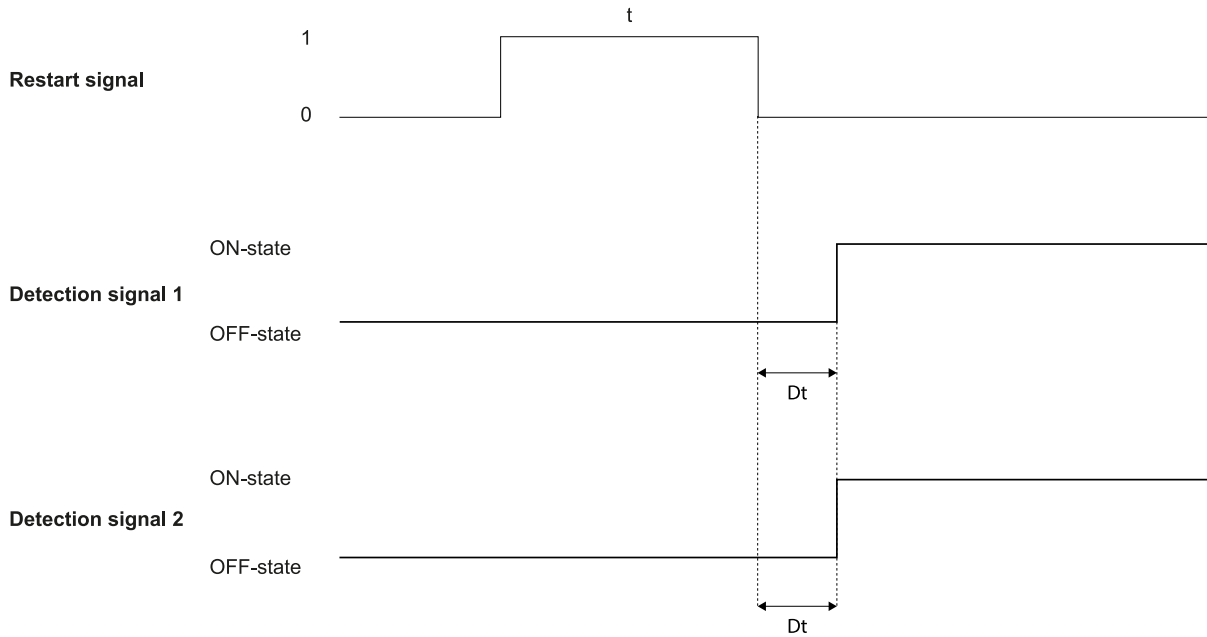 t
1
Restart signal
0
ON-state
Detection signal 1
OFF-state
Dt
ON-state
Detection signal 2
OFF-state
Dt